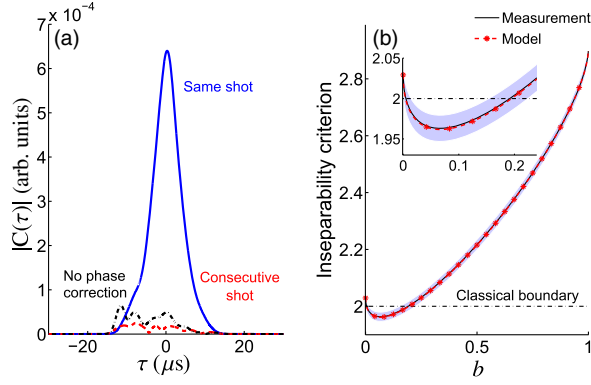 (a)
7
× 10⁻⁴
6
5
4
3
2
1
0
−20
0
20
|C(τ)| (arb. units)
τ (μs)
Same shot
No phase
correction
Consecutive
shot
(b)
Measurement
Model
2.8
2.6
2.4
2.2
2
0
0.5
1
Inseparability criterion
b
Classical boundary
2.05
2
1.95
0
0.1
0.2